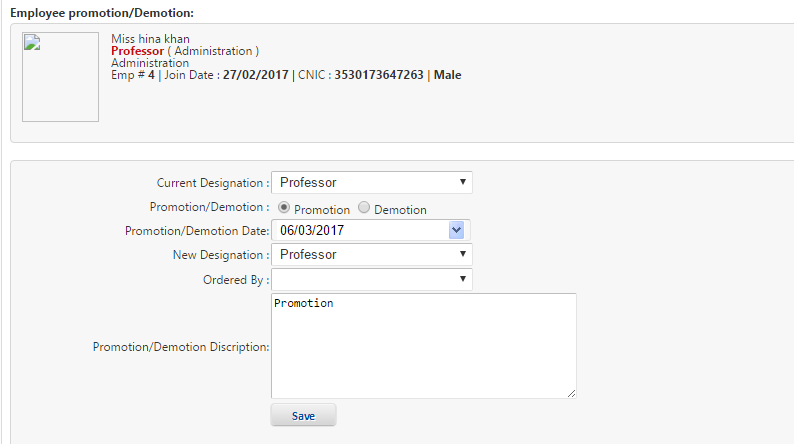 Employee promotion/Demotion:
Miss hina khan
Professor ( Administration )
Administration
Emp # 4 | Join Date : 27/02/2017 | CNIC : 3530173647263 | Male
Current Designation : Professor
Promotion/Demotion : Promotion Demotion
Promotion/Demotion Date: 06/03/2017
New Designation : Professor
Ordered By :
Promotion/Demotion Discription: Promotion
Save